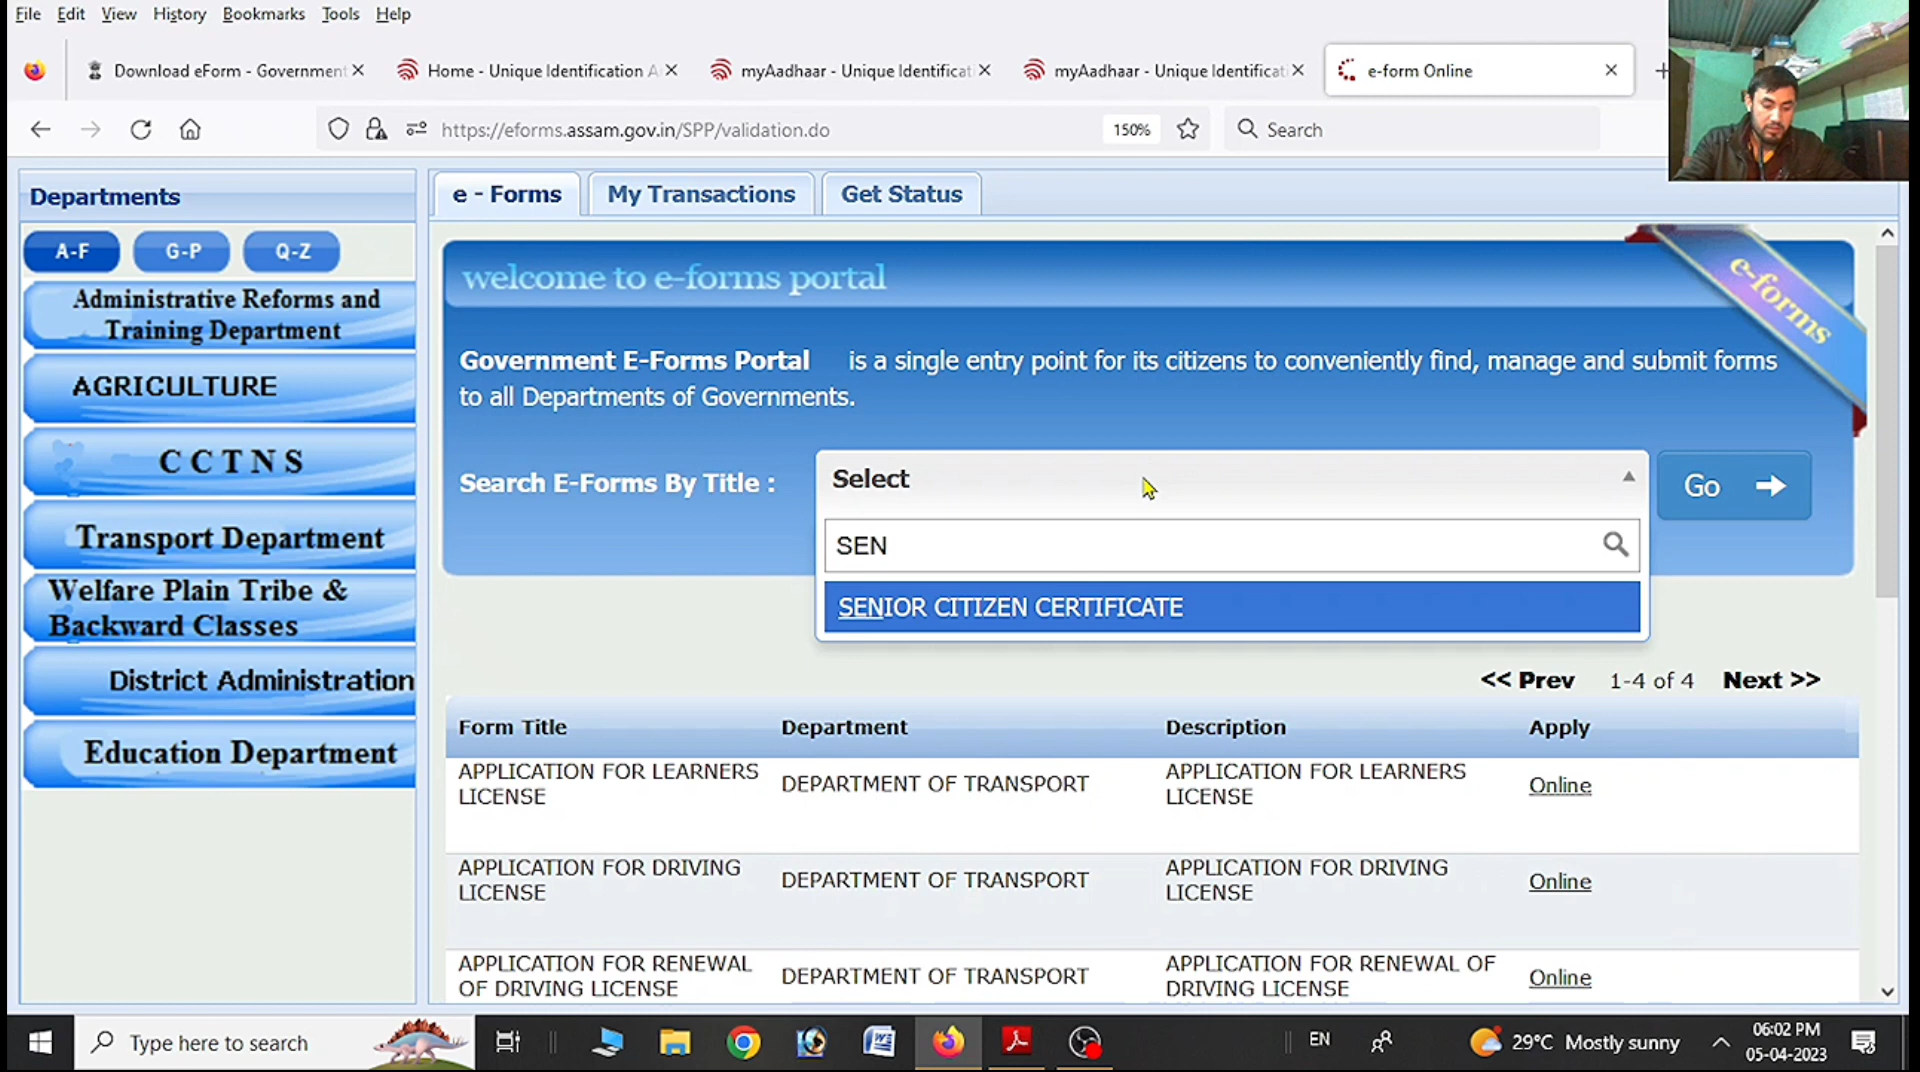 File Edit View History Bookmarks Tools Help
Download eForm - Government
Home - Unique Identification A
myAadhaar - Unique Identificat
myAadhaar - Unique Identificat
e-form Online
https://eforms.assam.gov.in/SPP/validation.do
150%
Search
Departments
A-F G-P Q-Z
Administrative Reforms and
Training Department
AGRICULTURE
CCTNS
Transport Department
Welfare Plain Tribe &
Backward Classes
District Administration
Education Department
e - Forms My Transactions Get Status
welcome to e-forms portal
e-forms
Government E-Forms Portal is a single entry point for its citizens to conveniently find, manage and submit forms
to all Departments of Governments.
Search E-Forms By Title :
Select
Go
SEN
SENIOR CITIZEN CERTIFICATE
<< Prev 1-4 of 4 Next >>
Form Title Department Description Apply
APPLICATION FOR LEARNERS
LICENSE
DEPARTMENT OF TRANSPORT
APPLICATION FOR LEARNERS
LICENSE
Online
APPLICATION FOR DRIVING
LICENSE
DEPARTMENT OF TRANSPORT
APPLICATION FOR DRIVING
LICENSE
Online
APPLICATION FOR RENEWAL
OF DRIVING LICENSE
DEPARTMENT OF TRANSPORT
APPLICATION FOR RENEWAL OF
DRIVING LICENSE
Online
Type here to search
EN
29°C Mostly sunny
06:02 PM
05-04-2023